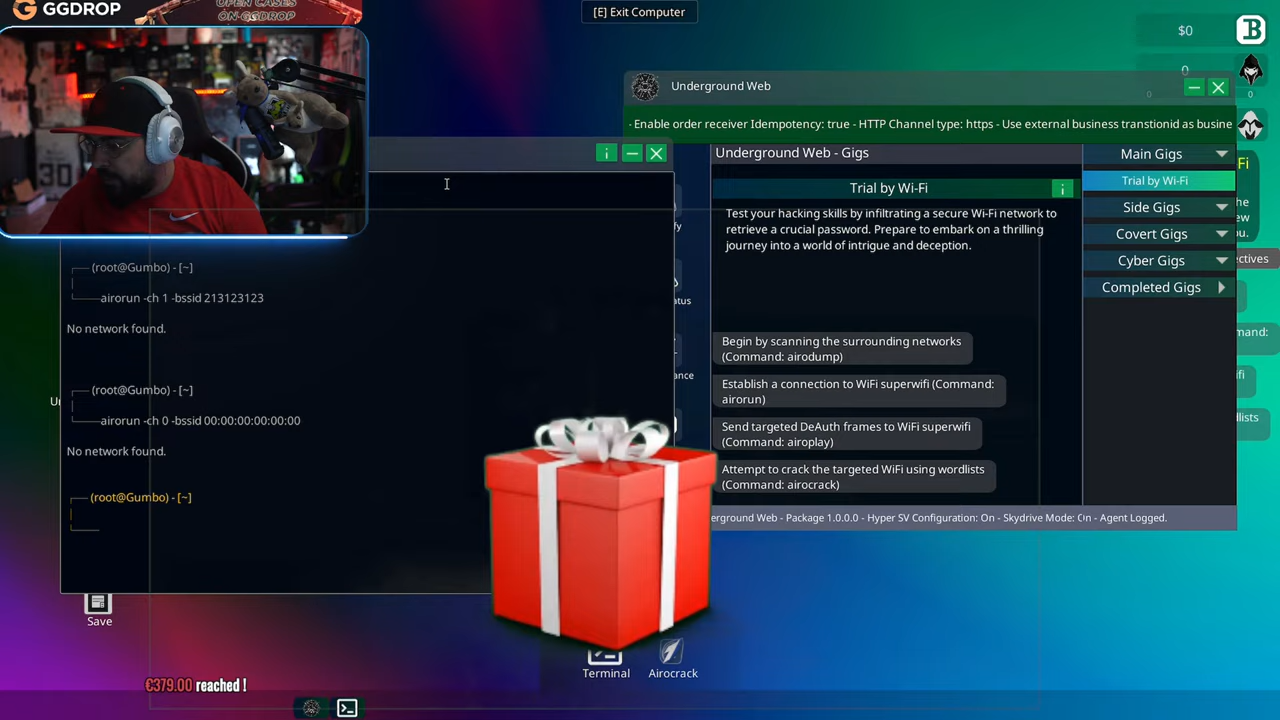 GGDROP
OPEN CASES
ON GGDROP
[E] Exit Computer
$0
B
0
0
0
Underground Web
- Enable order receiver Idempotency: true - HTTP Channel type: https - Use external business transtionid as busine
Underground Web - Gigs
Trial by Wi-Fi
Test your hacking skills by infiltrating a secure Wi-Fi network to
retrieve a crucial password. Prepare to embark on a thrilling
journey into a world of intrigue and deception.
Begin by scanning the surrounding networks
(Command: airodump)
Establish a connection to WiFi superwifi (Command:
airorun)
Send targeted DeAuth frames to WiFi superwifi
(Command: airoplay)
Attempt to crack the targeted WiFi using wordlists
(Command: airocrack)
Main Gigs
Trial by Wi-Fi
Side Gigs
Covert Gigs
Cyber Gigs
Completed Gigs
erground Web - Package 1.0.0.0 - Hyper SV Configuration: On - Skydrive Mode: On - Agent Logged.
(root@Gumbo) - [~]
airorun -ch 1 -bssid 213123123
No network found.
(root@Gumbo) - [~]
airorun -ch 0 -bssid 00:00:00:00:00:00
No network found.
(root@Gumbo) - [~]
30
Save
Terminal
Airocrack
€379.00 reached !